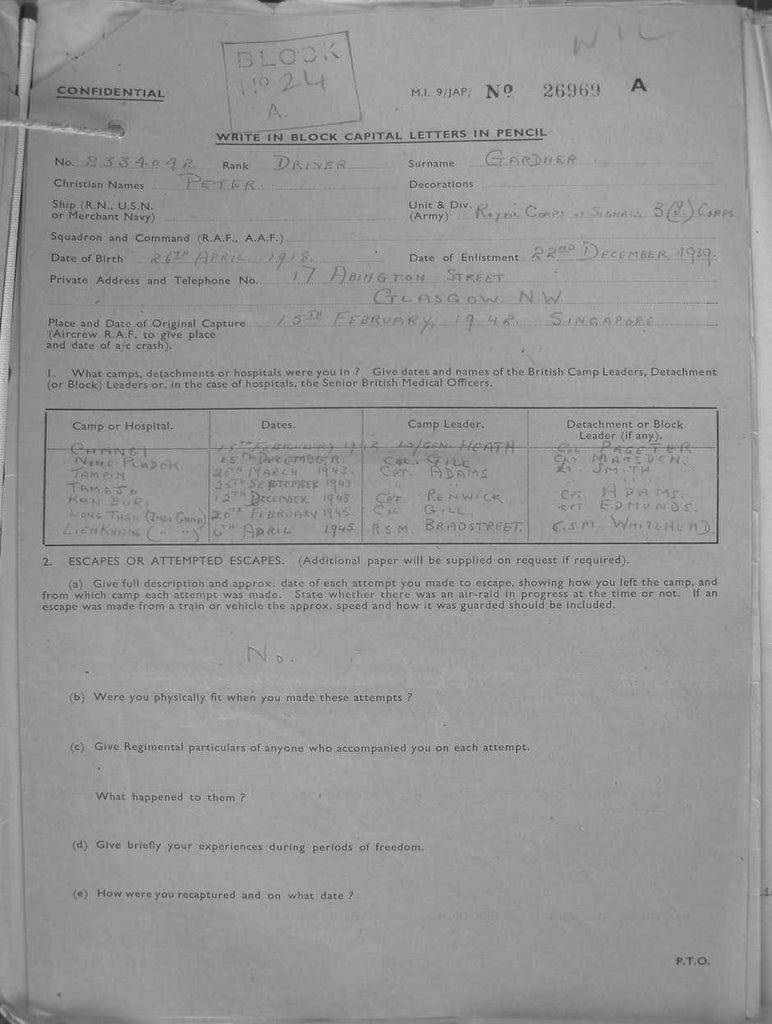 NIL
BLOCK
No 24
A.
CONFIDENTIAL
M.I. 9/JAP/ No 26969 A
WRITE IN BLOCK CAPITAL LETTERS IN PENCIL
No. 2334042 Rank DRIVER Surname GARDNER
Christian Names PETER. Decorations
Ship (R.N., U.S.N. or Merchant Navy)
Unit & Div. (Army) ROYAL CORPS OF SIGNALS 3(I) CORPS
Squadron and Command (R.A.F., A.A.F.)
Date of Birth 26TH APRIL 1918. Date of Enlistment 22ND DECEMBER 1939.
Private Address and Telephone No. 17 ABINGTON STREET
GLASGOW. N.W
Place and Date of Original Capture 15TH FEBRUARY, 1942. SINGAPORE
(Aircrew R.A.F. to give place
and date of a/c crash).
1. What camps, detachments or hospitals were you in ? Give dates and names of the British Camp Leaders, Detachment
(or Block) Leaders or, in the case of hospitals, the Senior British Medical Officers.
Camp or Hospital. Dates. Camp Leader. Detachment or Block Leader (if any).
CHANGI 15TH FEBRUARY 1942 HEATH COL PAGETER
NONG PLADOK 15TH DECEMBER. COL. GILL MARSDEN.
TAMPIN 26TH MARCH 1943. CPT. ADAMS SMITH
25TH SEPTEMBER 1943
KAN BURI 12TH DECEMBER 1943 CPT RENWICK CPT. ADAMS.
LONG THAN (INDO CHINA) 20TH FEBRUARY 1945 COL GILL. CPT. EDMUNDS.
LIENKHANG ( " " ) 6TH APRIL 1945. R.S.M. BRADSTREET. C.S.M. WHITEHEAD
2. ESCAPES OR ATTEMPTED ESCAPES. (Additional paper will be supplied on request if required).
(a) Give full description and approx. date of each attempt you made to escape, showing how you left the camp, and
from which camp each attempt was made. State whether there was an air-raid in progress at the time or not. If an
escape was made from a train or vehicle the approx. speed and how it was guarded should be included.
No.
(b) Were you physically fit when you made these attempts ?
(c) Give Regimental particulars of anyone who accompanied you on each attempt.
What happened to them ?
(d) Give briefly your experiences during periods of freedom.
(e) How were you recaptured and on what date ?
P.T.O.